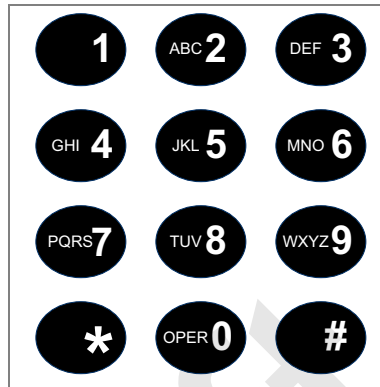 1 ABC 2 DEF 3
GHI 4 JKL 5 MNO 6
PQRS 7 TUV 8 WXYZ 9
* OPER 0 #